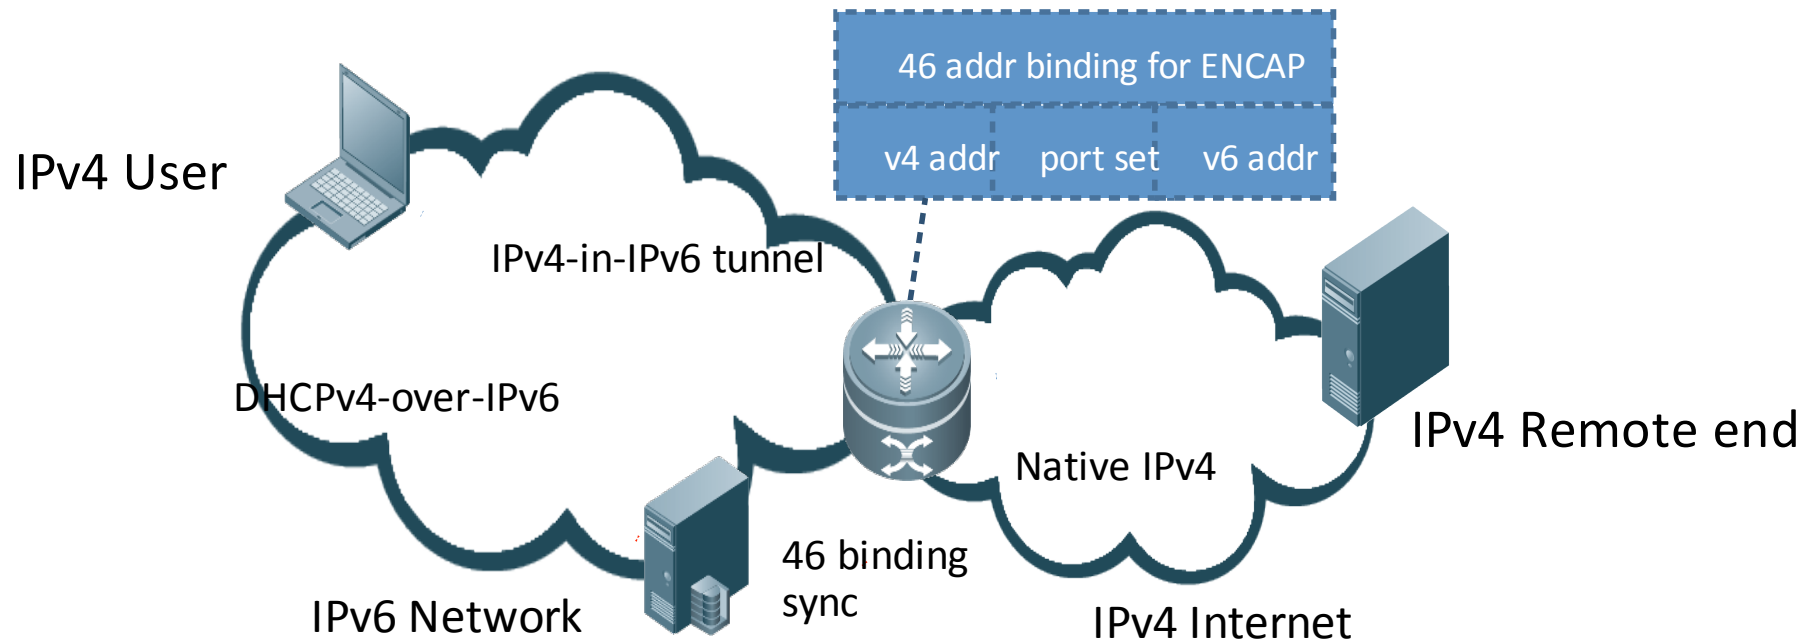 46 addr binding for ENCAP
v4 addr port set v6 addr
IPv4 User
IPv4-in-IPv6 tunnel
DHCPv4-over-IPv6
IPv4 Remote end
Native IPv4
46 binding
sync
IPv6 Network
IPv4 Internet